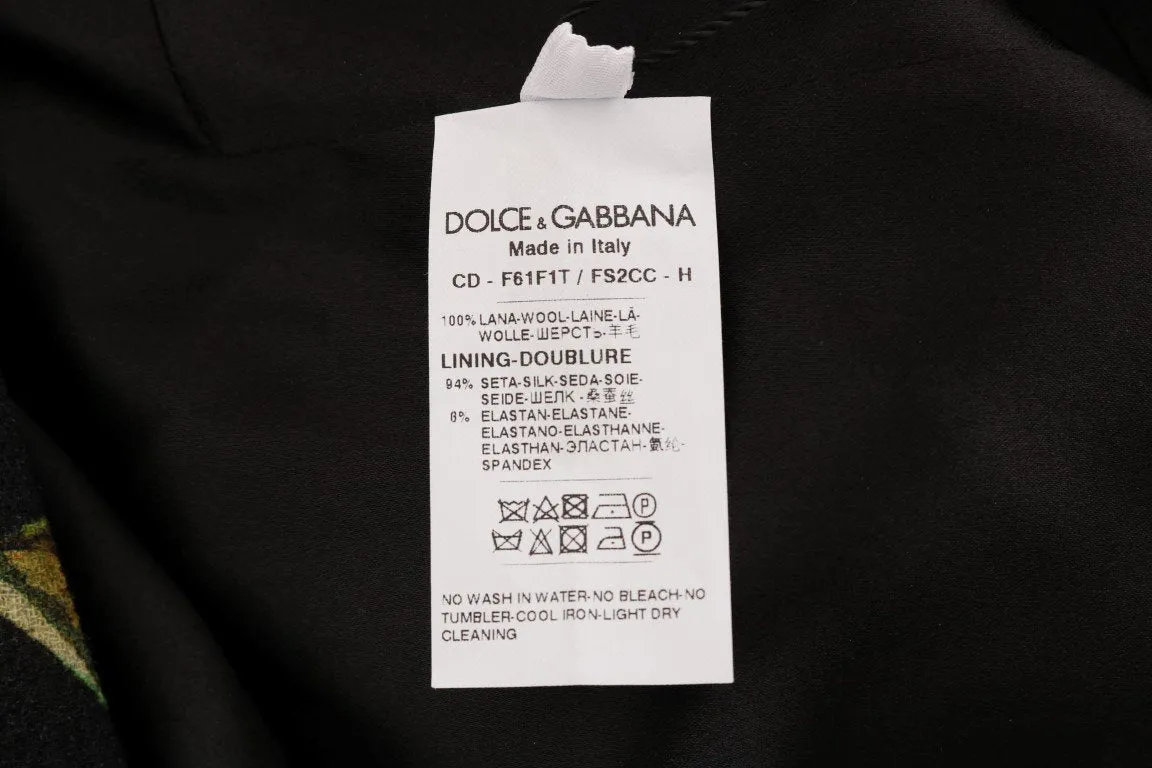 DOLCE & GABBANA
Made in Italy
CD - F61F1T / FS2CC - H
100% LANA-WOOL-LAINE-LÃ-
WOLLE-ШЕРСТЬ-羊毛
LINING-DOUBLURE
94% SETA-SILK-SEDA-SOIE-
SEIDE-ШЕЛК -桑蚕丝
6% ELASTAN-ELASTANE-
ELASTANO-ELASTHANNE-
ELASTHAN-ЭЛАСТАН-氨纶-
SPANDEX
P
P
NO WASH IN WATER-NO BLEACH-NO
TUMBLER-COOL IRON-LIGHT DRY
CLEANING